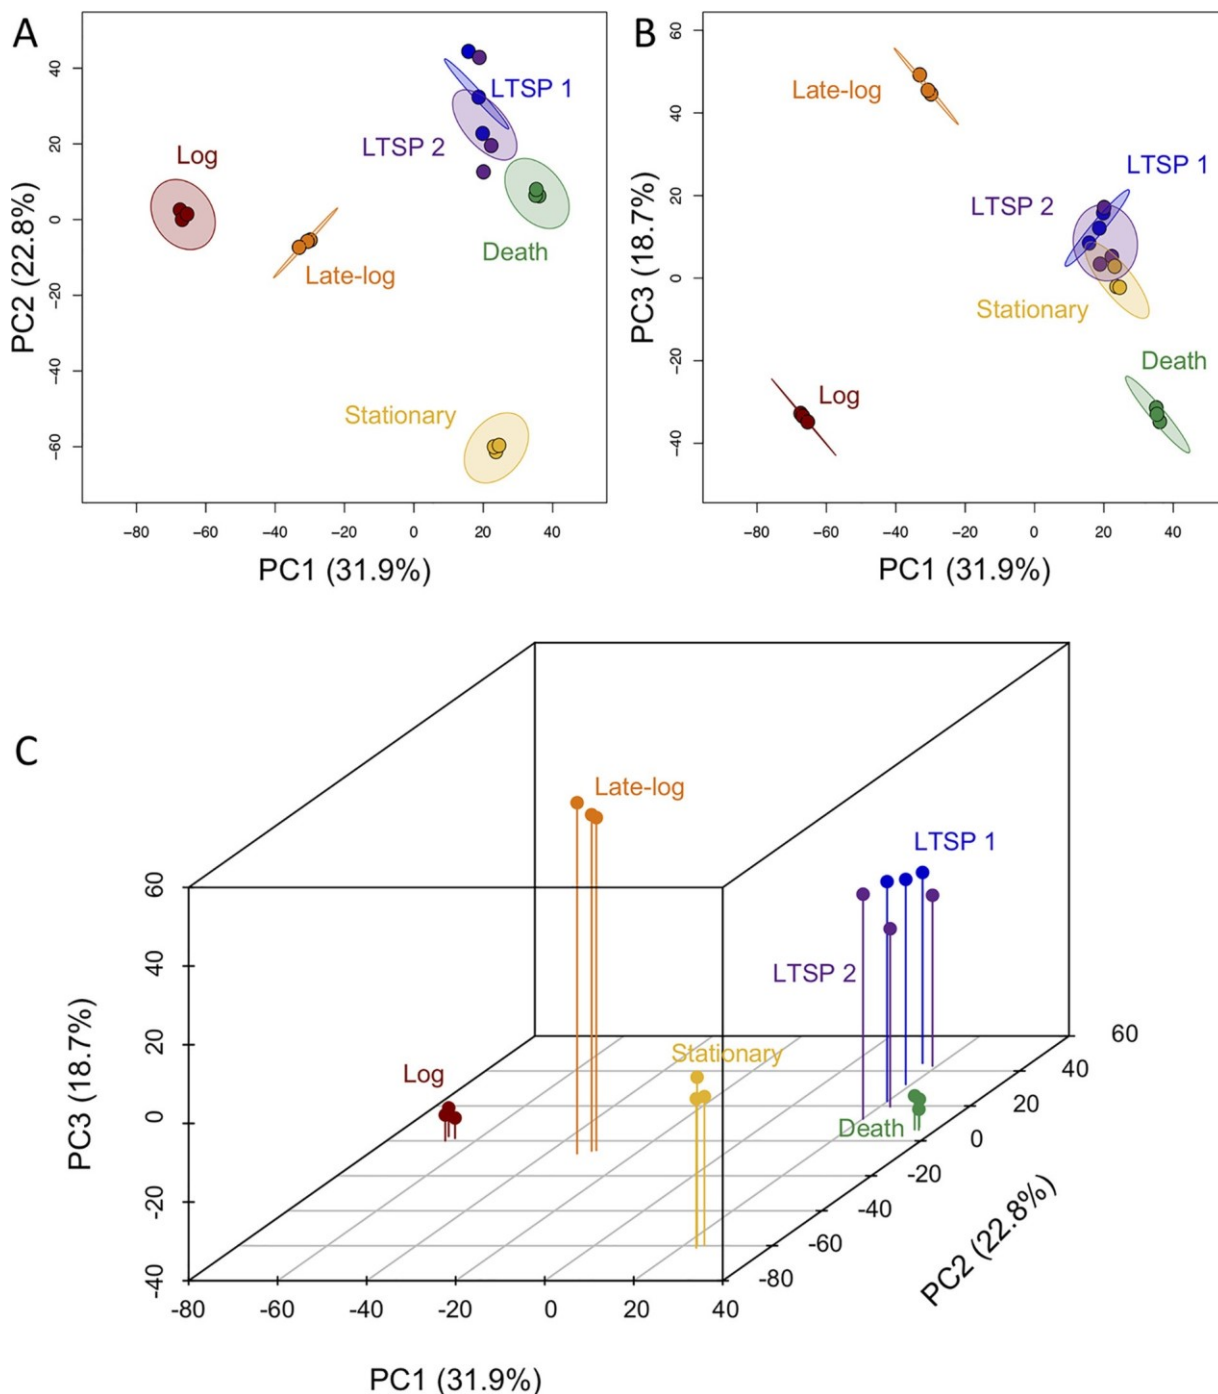 A
LTSP 1
LTSP 2
Log
Death
Late-log
Stationary
PC2 (22.8%)
40
20
0
−20
−40
−60
−80 −60 −40 −20 0 20 40
PC1 (31.9%)
B
Late-log
LTSP 1
LTSP 2
Stationary
Death
Log
PC3 (18.7%)
60
40
20
0
−20
−40
−80 −60 −40 −20 0 20 40
PC1 (31.9%)
C
Late-log
LTSP 1
LTSP 2
Stationary
Log
Death
PC3 (18.7%)
60
40
20
0
-20
-40
60
40
20
0
-20
-40
-60
-80
PC2 (22.8%)
-80 -60 -40 -20 0 20 40
PC1 (31.9%)